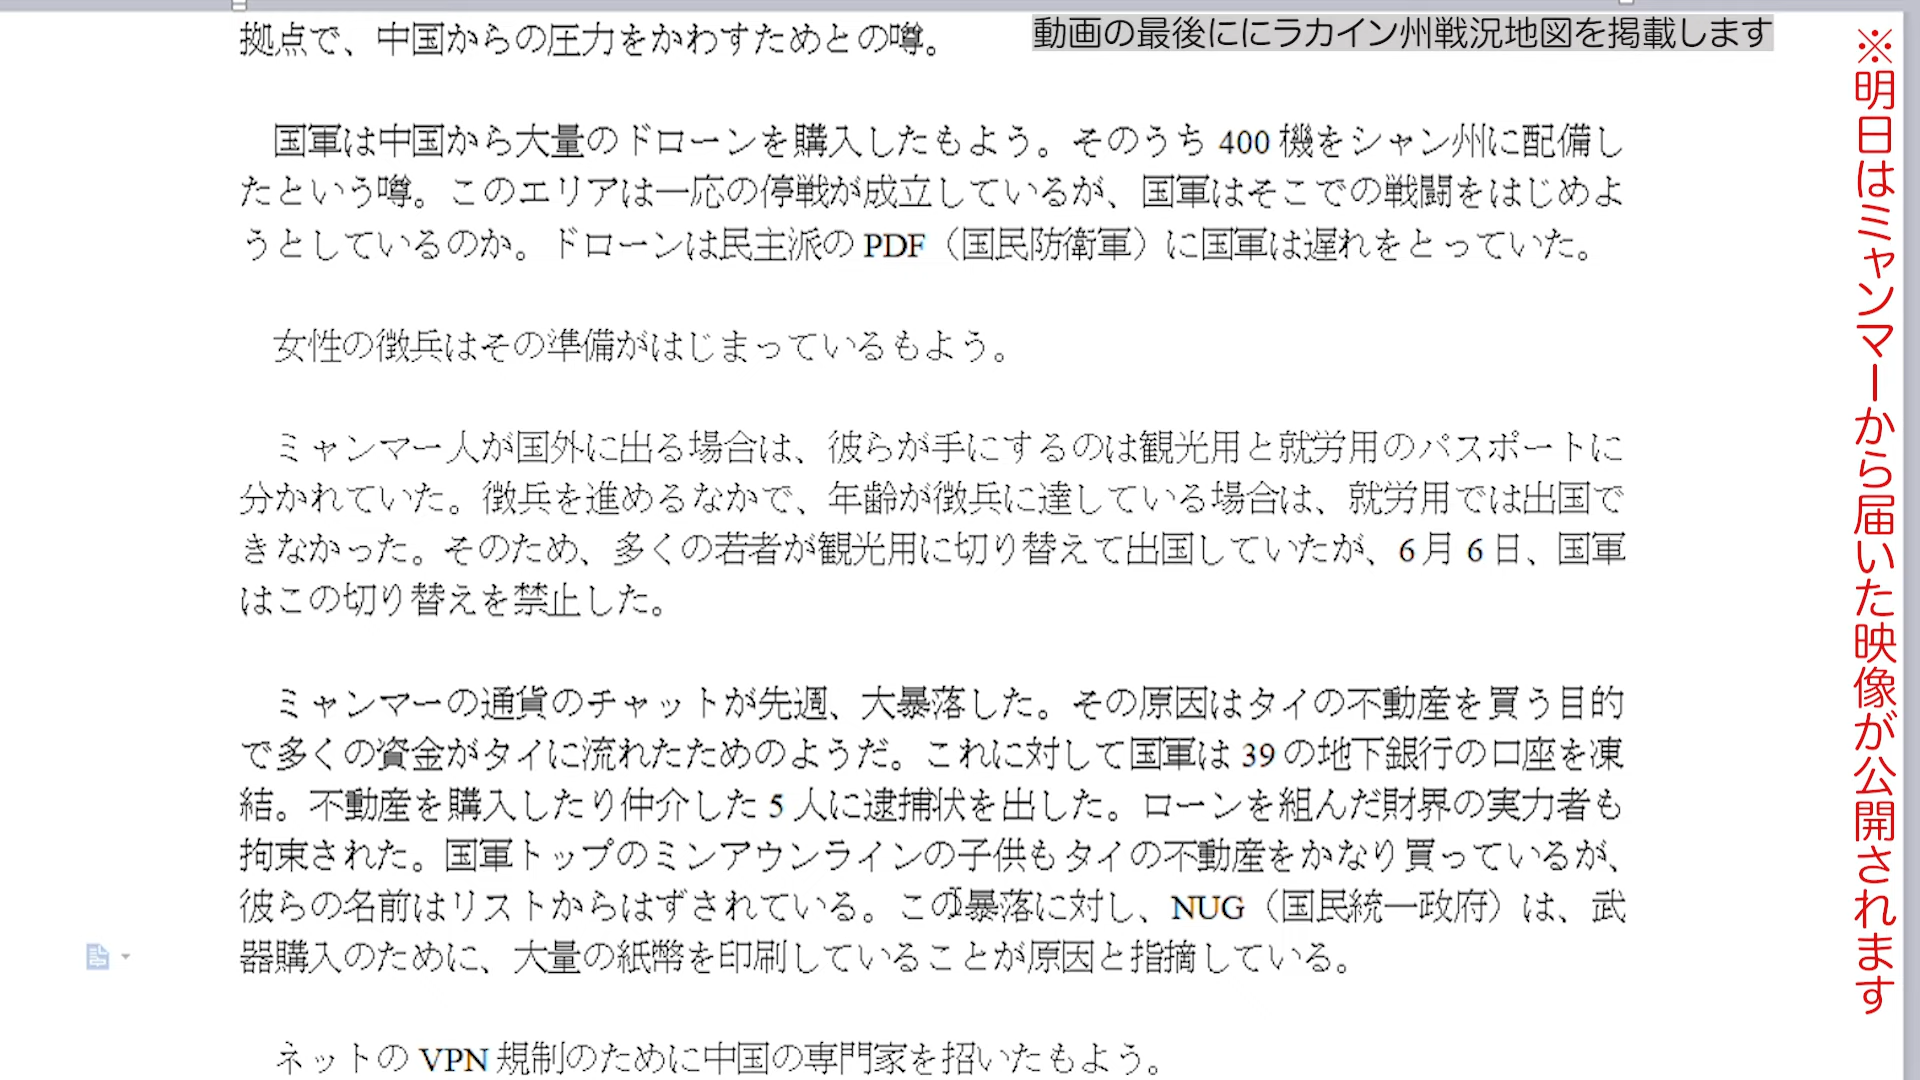 拠点で、中国からの圧力をかわすためとの噂。
動画の最後ににラカイン州戦況地図を掲載します
国軍は中国から大量のドローンを購入したもよう。そのうち 400 機をシャン州に配備し
たという噂。このエリアは一応の停戦が成立しているが、国軍はそこでの戦闘をはじめよ
うとしているのか。ドローンは民主派の PDF（国民防衛軍）に国軍は遅れをとっていた。
女性の徴兵はその準備がはじまっているもよう。
ミャンマー人が国外に出る場合は、彼らが手にするのは観光用と就労用のパスポートに
分かれていた。徴兵を進めるなかで、年齢が徴兵に達している場合は、就労用では出国で
きなかった。そのため、多くの若者が観光用に切り替えて出国していたが、6 月 6 日、国軍
はこの切り替えを禁止した。
ミャンマーの通貨のチャットが先週、大暴落した。その原因はタイの不動産を買う目的
で多くの資金がタイに流れたためのようだ。これに対して国軍は 39 の地下銀行の口座を凍
結。不動産を購入したり仲介した 5 人に逮捕状を出した。ローンを組んだ財界の実力者も
拘束された。国軍トップのミンアウンラインの子供もタイの不動産をかなり買っているが、
彼らの名前はリストからはずされている。この暴落に対し、NUG（国民統一政府）は、武
器購入のために、大量の紙幣を印刷していることが原因と指摘している。
ネットの VPN 規制のために中国の専門家を招いたもよう。
※明日はミャンマーから届いた映像が公開されます